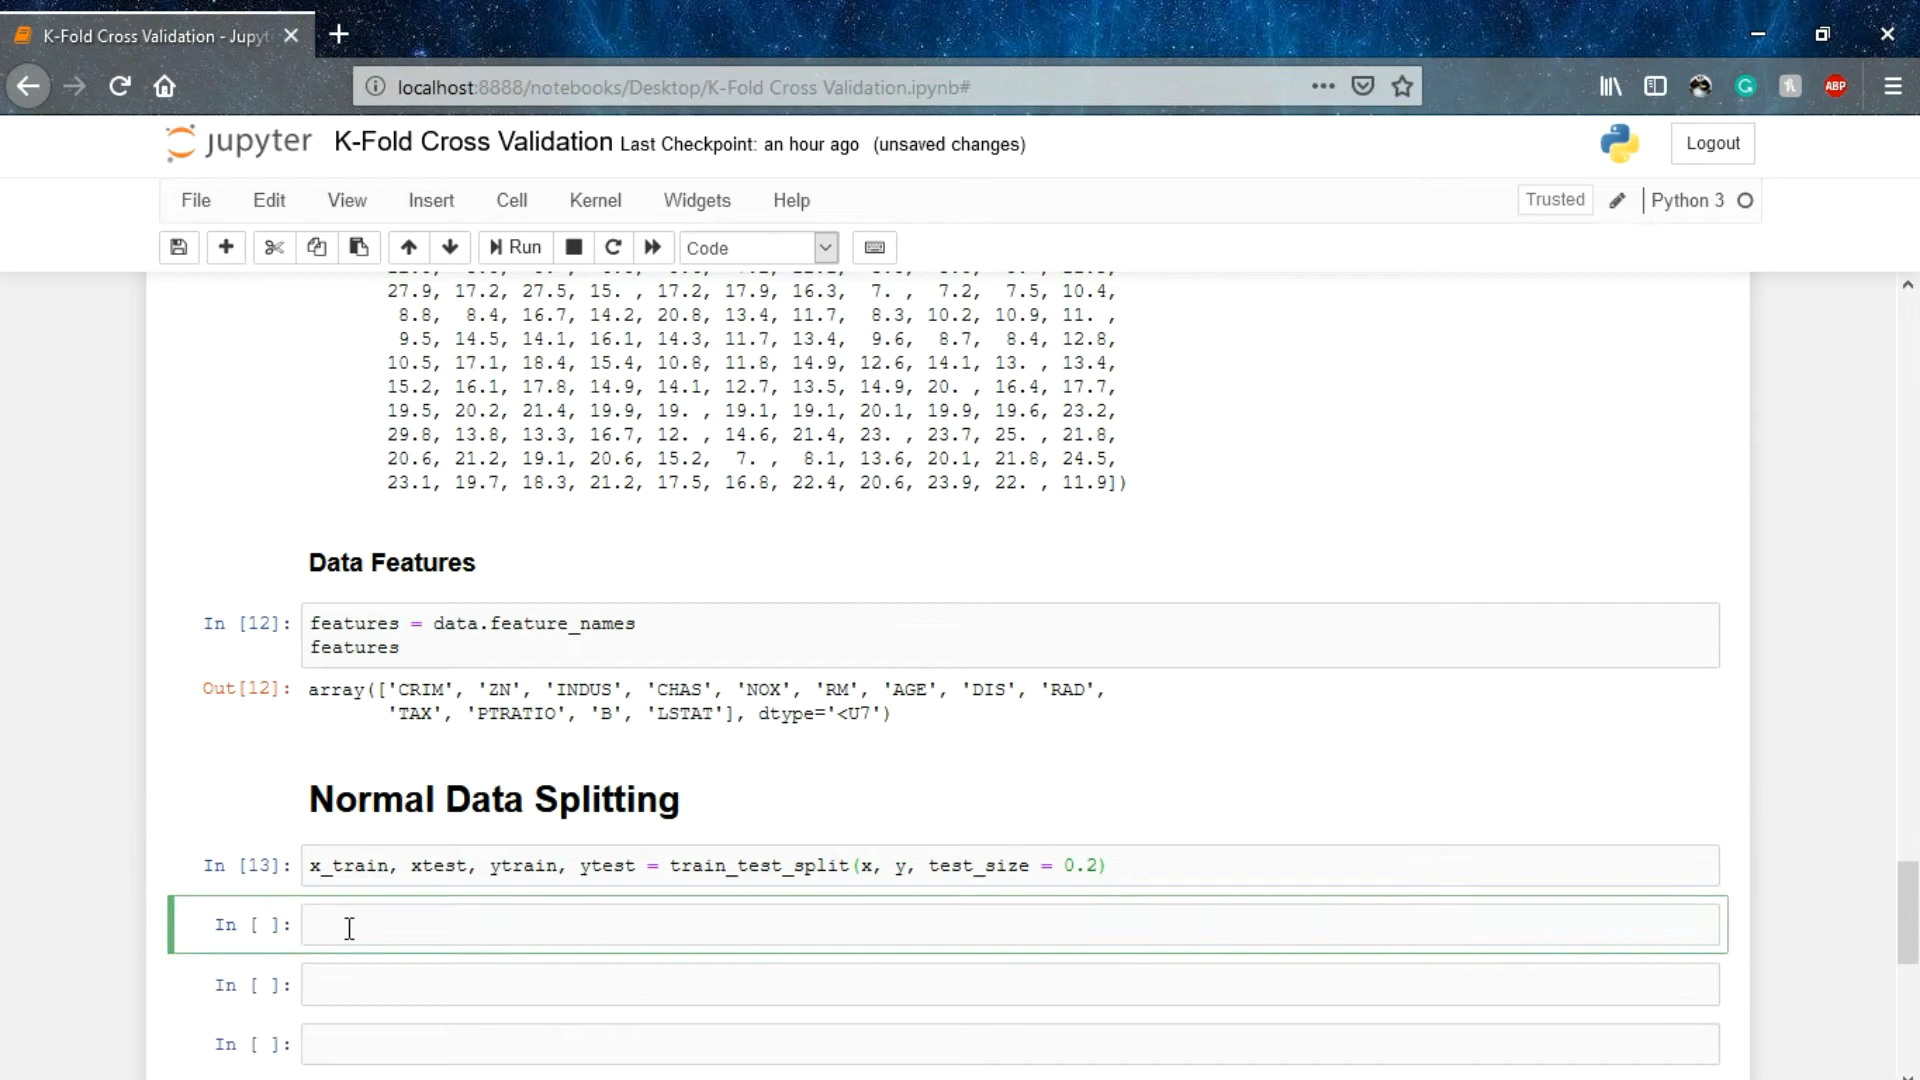 K-Fold Cross Validation - Jupyt
localhost:8888/notebooks/Desktop/K-Fold Cross Validation.ipynb#
ABP
jupyter K-Fold Cross Validation Last Checkpoint: an hour ago (unsaved changes)
Logout
File Edit View Insert Cell Kernel Widgets Help
Trusted Python 3
Run Code
27.9, 17.2, 27.5, 15. , 17.2, 17.9, 16.3, 7. , 7.2, 7.5, 10.4,
8.8, 8.4, 16.7, 14.2, 20.8, 13.4, 11.7, 8.3, 10.2, 10.9, 11. ,
9.5, 14.5, 14.1, 16.1, 14.3, 11.7, 13.4, 9.6, 8.7, 8.4, 12.8,
10.5, 17.1, 18.4, 15.4, 10.8, 11.8, 14.9, 12.6, 14.1, 13. , 13.4,
15.2, 16.1, 17.8, 14.9, 14.1, 12.7, 13.5, 14.9, 20. , 16.4, 17.7,
19.5, 20.2, 21.4, 19.9, 19. , 19.1, 19.1, 20.1, 19.9, 19.6, 23.2,
29.8, 13.8, 13.3, 16.7, 12. , 14.6, 21.4, 23. , 23.7, 25. , 21.8,
20.6, 21.2, 19.1, 20.6, 15.2, 7. , 8.1, 13.6, 20.1, 21.8, 24.5,
23.1, 19.7, 18.3, 21.2, 17.5, 16.8, 22.4, 20.6, 23.9, 22. , 11.9])
Data Features
In [12]: features = data.feature_names
features
Out[12]: array(['CRIM', 'ZN', 'INDUS', 'CHAS', 'NOX', 'RM', 'AGE', 'DIS', 'RAD',
'TAX', 'PTRATIO', 'B', 'LSTAT'], dtype='<U7')
Normal Data Splitting
In [13]: x_train, xtest, ytrain, ytest = train_test_split(x, y, test_size = 0.2)
In [ ]:
In [ ]:
In [ ]: